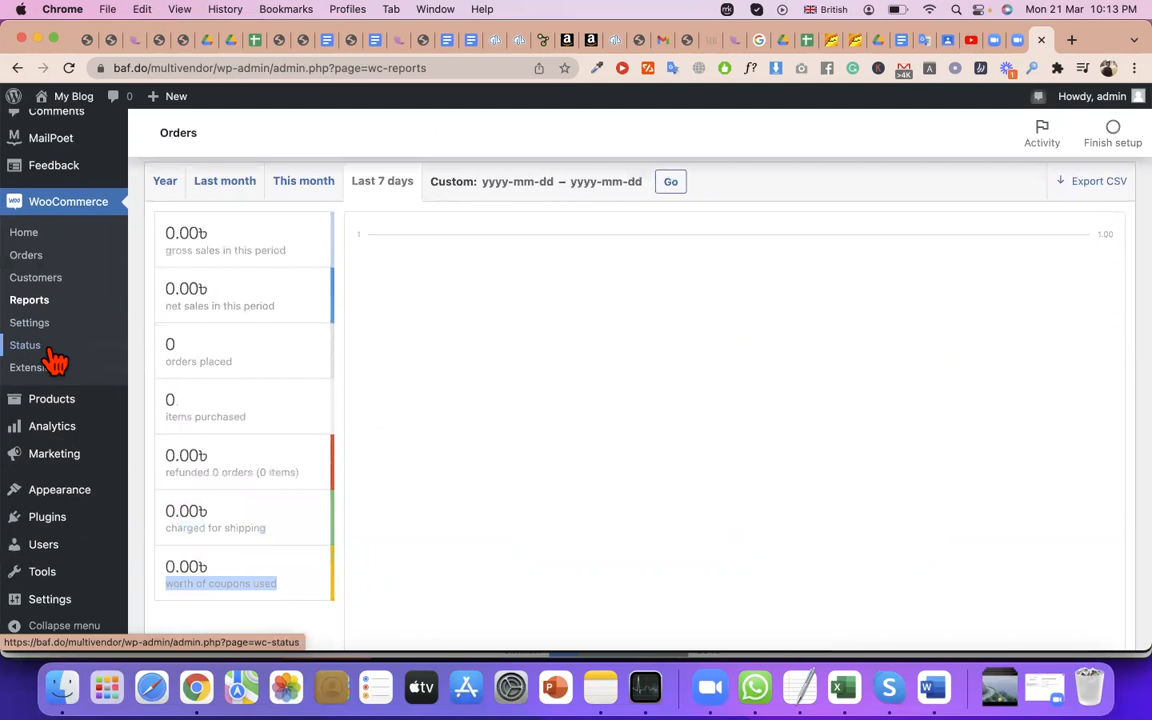 Chrome File Edit View History Bookmarks Profiles Tab Window Help mk British Mon 21 Mar 10:13 PM
baf.do/multivendor/wp-admin/admin.php?page=wc-reports f? >4K A K 1
My Blog 0 + New Howdy, admin
Comments
MailPoet
Feedback
WooCommerce
Home
Orders
Customers
Reports
Settings
Status
Products
Analytics
Marketing
Appearance
Plugins
Users
Tools
Settings
Collapse menu
https://baf.do/multivendor/wp-admin/admin.php?page=wc-status
Orders
Activity
Finish setup
Year Last month This month Last 7 days Custom: yyyy-mm-dd – yyyy-mm-dd Go Export CSV
0.00৳
gross sales in this period
0.00৳
net sales in this period
0
orders placed
0
items purchased
0.00৳
refunded 0 orders (0 items)
0.00৳
charged for shipping
0.00৳
worth of coupons used
1 1.00
tv